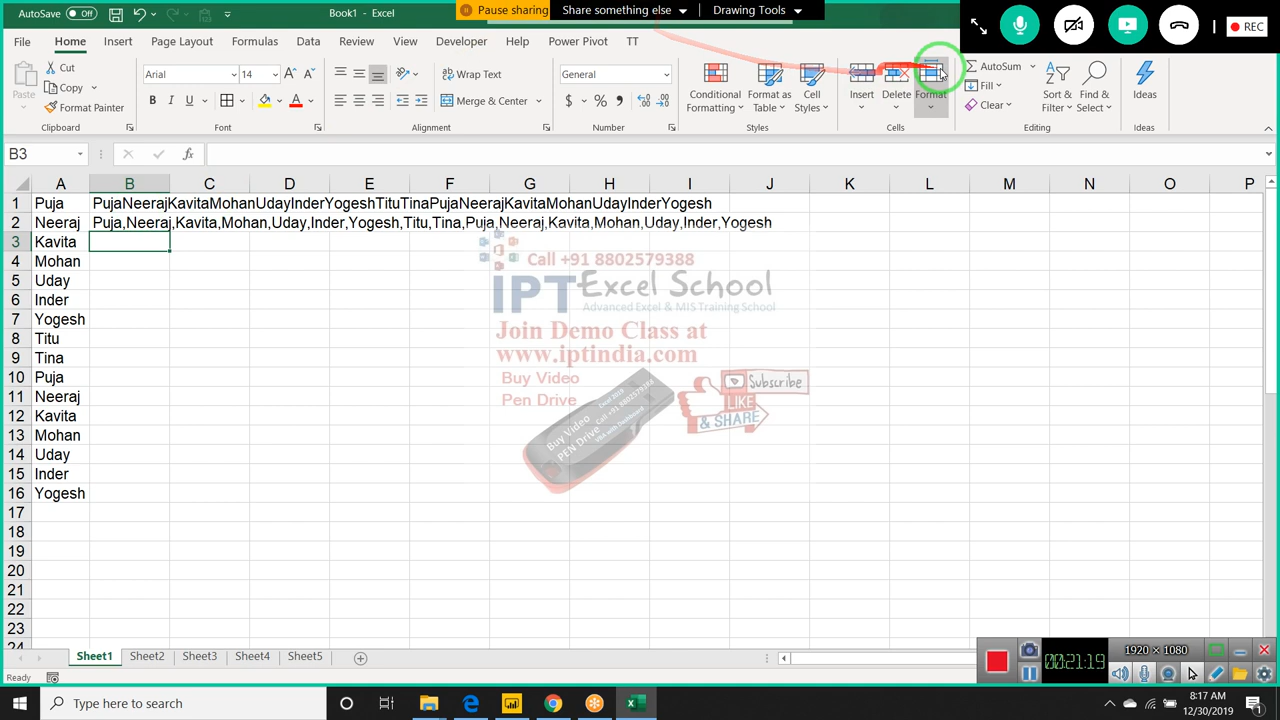 AutoSave Off
Book1 - Excel
Pause sharing
Share something else
Drawing Tools
REC
File Home Insert Page Layout Formulas Data Review View Developer Help Power Pivot TT
Paste
Cut
Copy
Format Painter
Clipboard
Arial 14
B I U
Font
Wrap Text
Merge & Center
Alignment
General
$ % ,
Number
Conditional Formatting
Format as Table
Cell Styles
Styles
Insert Delete Format
Cells
AutoSum
Fill
Clear
Sort & Filter
Find & Select
Editing
Ideas
Ideas
B3
fx
A B C D E F G H I J K L M N O P
1 Puja PujaNeerajKavitaMohanUdayInderYogeshTituTinaPujaNeerajKavitaMohanUdayInderYogesh
2 Neeraj Puja,Neeraj,Kavita,Mohan,Uday,Inder,Yogesh,Titu,Tina,Puja,Neeraj,Kavita,Mohan,Uday,Inder,Yogesh
3 Kavita
4 Mohan
5 Uday
6 Inder
7 Yogesh
8 Titu
9 Tina
10 Puja
11 Neeraj
12 Kavita
13 Mohan
14 Uday
15 Inder
16 Yogesh
17
18
19
20
21
22
23
24
Call +91 8802579388
IPT Excel School
Advanced Excel & MIS Training School
Join Demo Class at
www.iptindia.com
Buy Video
Pen Drive
Subscribe
LIKE
& SHARE
Buy Video
PEN Drive
Sheet1 Sheet2 Sheet3 Sheet4 Sheet5
Ready
1920 × 1080
00:21:19
Type here to search
8:17 AM
12/30/2019
1